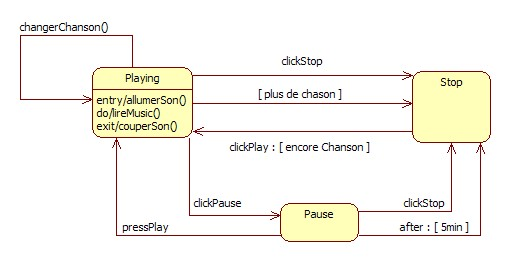 changerChanson()
Playing
entry/allumerSon()
do/lireMusic()
exit/couperSon()
clickStop
[ plus de chason ]
Stop
clickPlay : [ encore Chanson ]
clickPause
Pause
clickStop
pressPlay
after : [ 5min ]